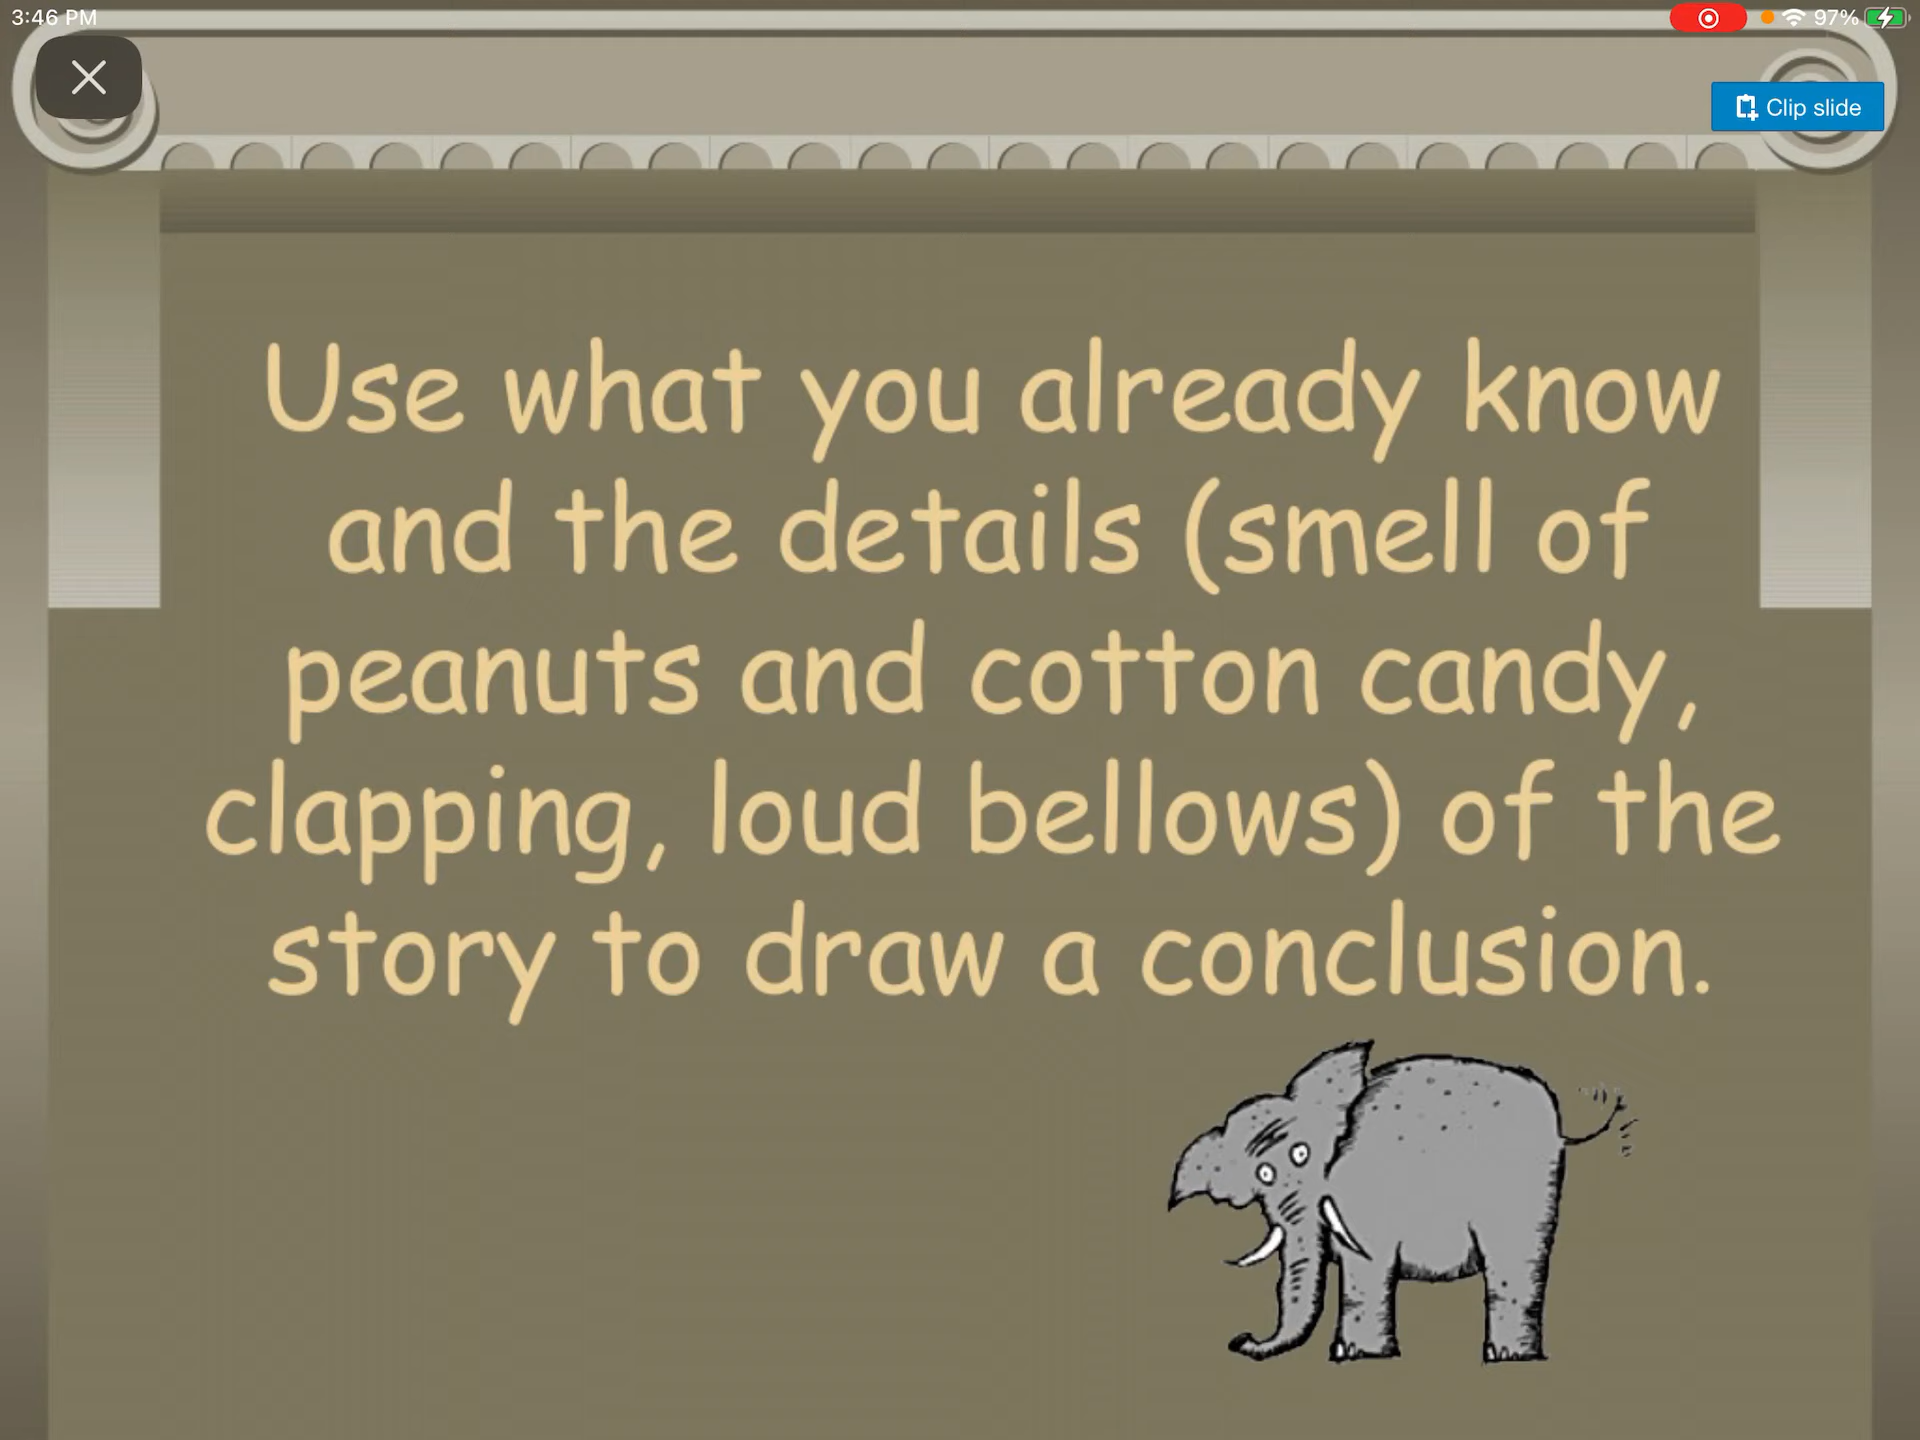 3:46 PM
97%
Clip slide
Use what you already know
and the details (smell of
peanuts and cotton candy,
clapping, loud bellows) of the
story to draw a conclusion.